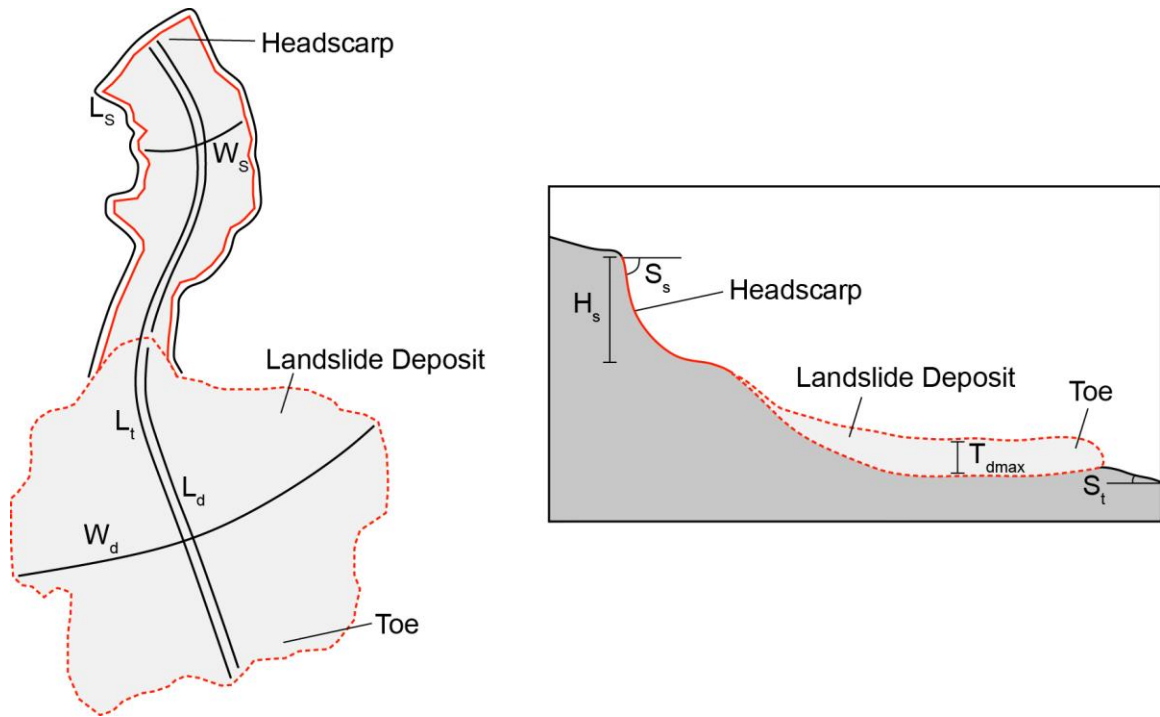 Headscarp
Ls
Ws
Landslide Deposit
Lt
Ld
Wd
Toe
Ss
Hs
Headscarp
Landslide Deposit
Toe
Tdmax
St